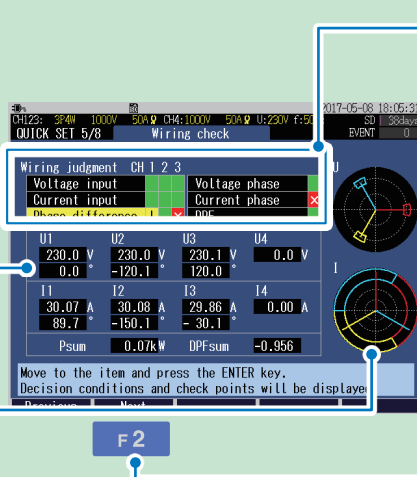 2017-05-08 18:05:31
CH123: 3P4W 1000V 50A CH4:1000V 50A U:230V f:50 SD 38day
QUICK SET 5/8 Wiring check EVENT 0
Wiring judgment CH 1 2 3
Voltage input Voltage phase
Current input Current phase
Phase difference ! × DPF
U
U1 U2 U3 U4
230.0 V 230.0 V 230.1 V 0.0 V
0.0 ° -120.1 ° 120.0 °
I
I1 I2 I3 I4
30.07 A 30.08 A 29.86 A 0.00 A
89.7 ° -150.1 ° - 30.1 °
Psum 0.07kW DPFsum -0.956
Move to the item and press the ENTER key.
Decision conditions and check points will be displaye
Previous Next
F2